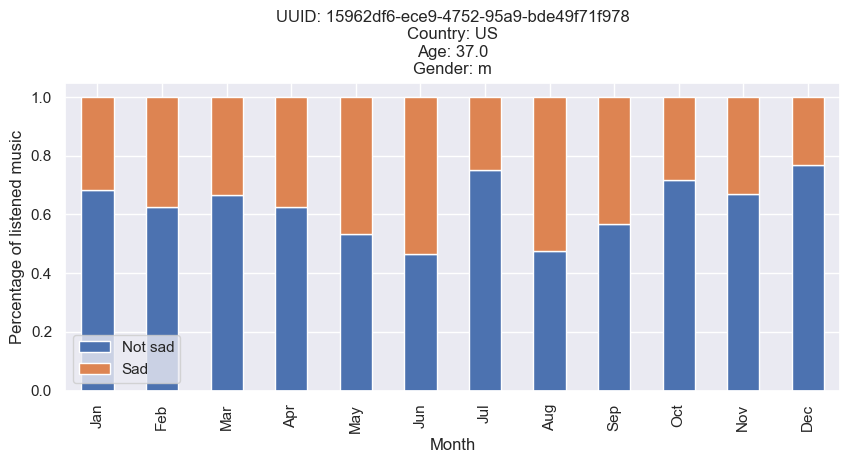 UUID: 15962df6-ece9-4752-95a9-bde49f71f978
Country: US
Age: 37.0
Gender: m
Percentage of listened music
1.0
0.8
0.6
0.4
0.2
0.0
Not sad
Sad
Jan
Feb
Mar
Apr
May
Jun
Jul
Aug
Sep
Oct
Nov
Dec
Month